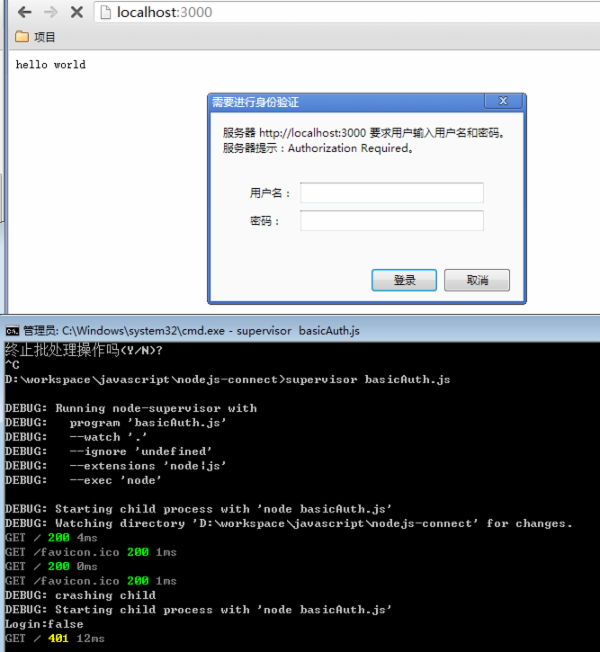 localhost:3000
项目
hello world
需要进行身份验证
服务器 http://localhost:3000 要求用户输入用户名和密码。
服务器提示：Authorization Required。
用户名：
密码：
登录 取消
管理员: C:\Windows\system32\cmd.exe - supervisor basicAuth.js
终止批处理操作吗(Y/N)?
^C
D:\workspace\javascript\nodejs-connect>supervisor basicAuth.js
DEBUG: Running node-supervisor with
DEBUG:   program 'basicAuth.js'
DEBUG:   --watch '.'
DEBUG:   --ignore 'undefined'
DEBUG:   --extensions 'node|js'
DEBUG:   --exec 'node'
DEBUG: Starting child process with 'node basicAuth.js'
DEBUG: Watching directory 'D:\workspace\javascript\nodejs-connect' for changes.
GET / 200 4ms
GET /favicon.ico 200 1ms
GET / 200 0ms
GET /favicon.ico 200 1ms
DEBUG: crashing child
DEBUG: Starting child process with 'node basicAuth.js'
Login:false
GET / 401 12ms